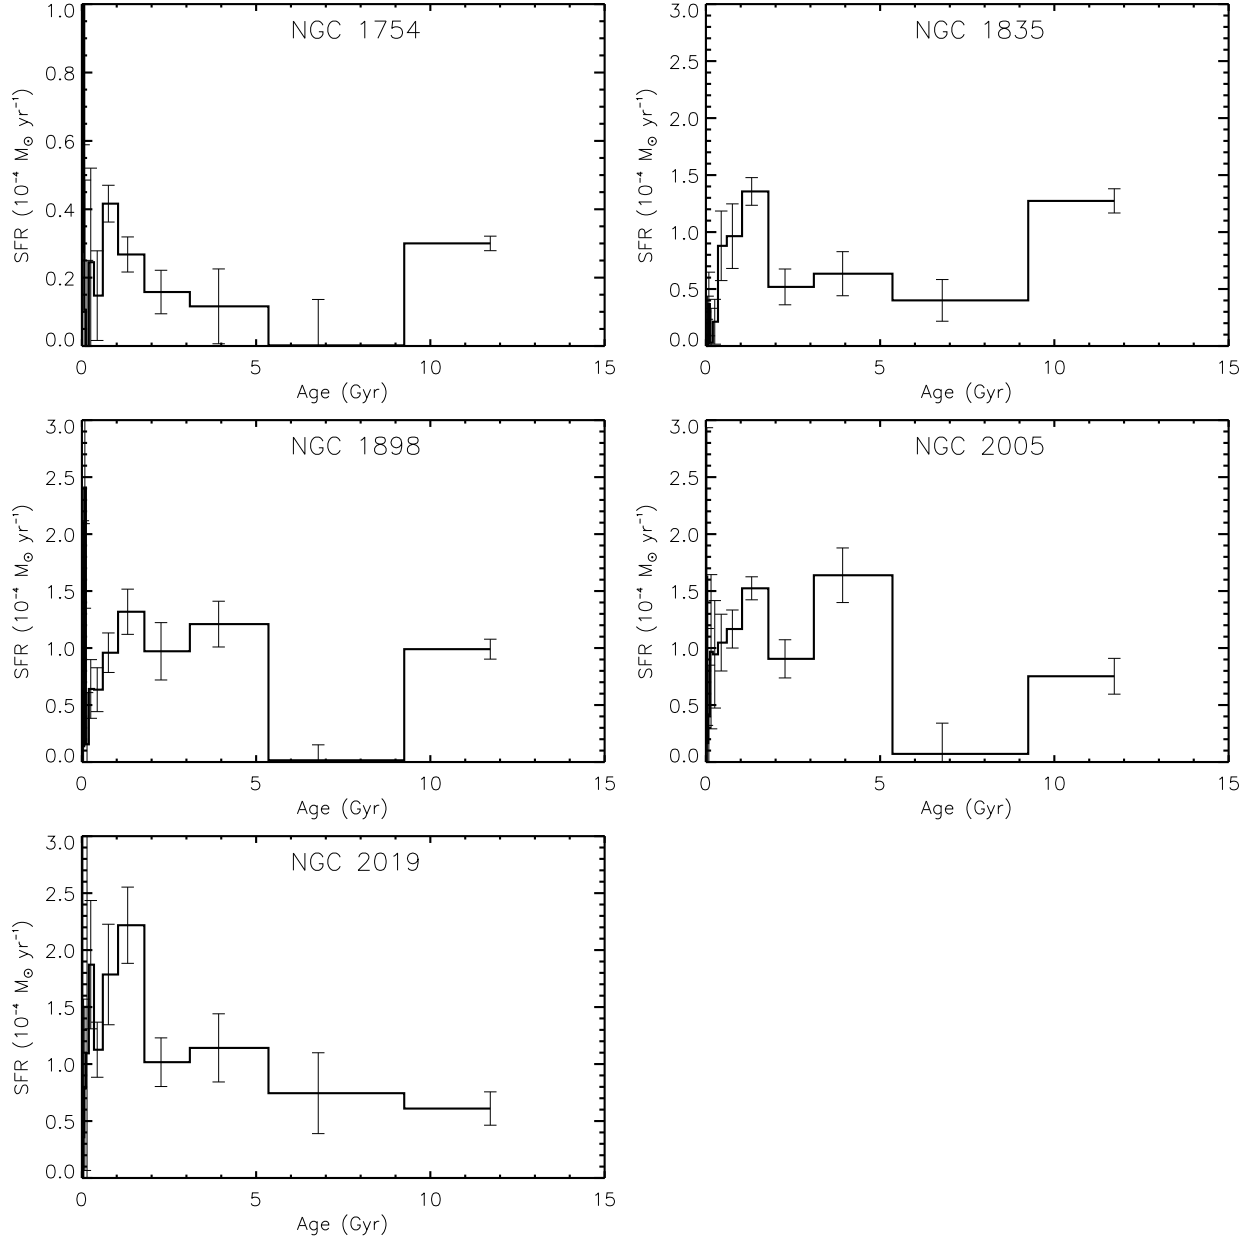 NGC 1754
SFR (10⁻⁴ M⊙ yr⁻¹)
1.0
0.8
0.6
0.4
0.2
0.0
0 5 10 15
Age (Gyr)
NGC 1835
SFR (10⁻⁴ M⊙ yr⁻¹)
3.0
2.5
2.0
1.5
1.0
0.5
0.0
0 5 10 15
Age (Gyr)
NGC 1898
SFR (10⁻⁴ M⊙ yr⁻¹)
3.0
2.5
2.0
1.5
1.0
0.5
0.0
0 5 10 15
Age (Gyr)
NGC 2005
SFR (10⁻⁴ M⊙ yr⁻¹)
3.0
2.5
2.0
1.5
1.0
0.5
0.0
0 5 10 15
Age (Gyr)
NGC 2019
SFR (10⁻⁴ M⊙ yr⁻¹)
3.0
2.5
2.0
1.5
1.0
0.5
0.0
0 5 10 15
Age (Gyr)